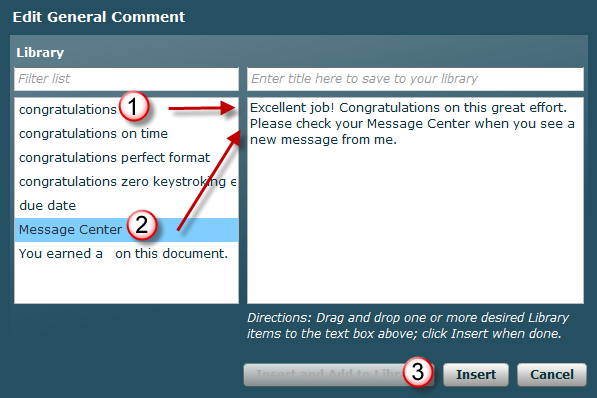 Edit General Comment
Library
Filter list
Enter title here to save to your library
congratulations 1
congratulations on time
congratulations perfect format
congratulations zero keystroking e
due date
Message Center 2
You earned a   on this document.
Excellent job! Congratulations on this great effort.
Please check your Message Center when you see a
new message from me.
Directions: Drag and drop one or more desired Library
items to the text box above; click Insert when done.
Insert and Add to Libr 3
Insert
Cancel